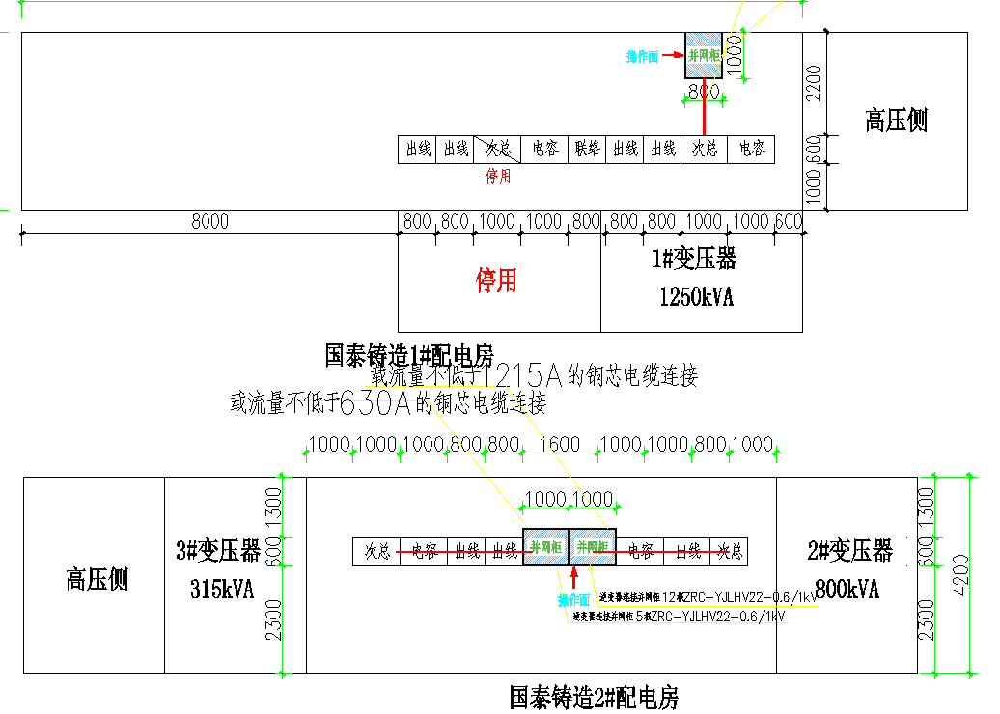 操作面
并网柜
1000
800
2200
高压侧
出线 出线 次总 电容 联络 出线 出线 次总 电容
600
停用
1000
8000 800 800 1000 1000 800 800 800 1000 1000 600
停用
1#变压器
1250kVA
国泰铸造1#配电房
载流量不低于1215A的铜芯电缆连接
载流量不低于630A的铜芯电缆连接
1000 1000 1000 800 800 1600 1000 1000 800 1000
1300
1000 1000
1300
次总 电容 出线 出线 并网柜 并网柜 电容 出线 次总
600
600
3#变压器
315kVA
高压侧
2#变压器
800kVA
4200
操作面
逆变器连接并网柜 12根ZRC-YJLHV22-0.6/1kV
逆变器连接并网柜 5根ZRC-YJLHV22-0.6/1kV
2300
2300
国泰铸造2#配电房